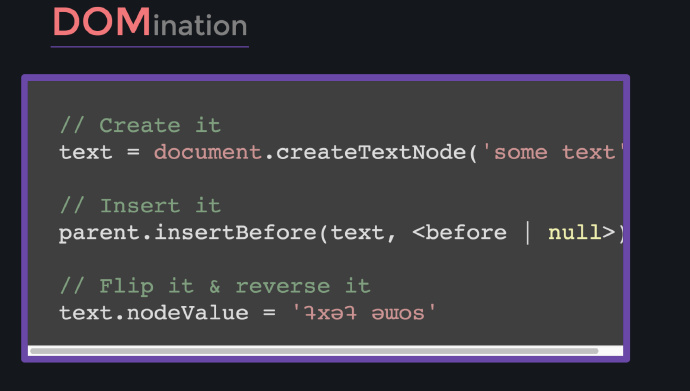 DOMination
// Create it
text = document.createTextNode('some text'
// Insert it
parent.insertBefore(text, <before | null>)
// Flip it & reverse it
text.nodeValue = 'ʇxǝʇ ǝɯos'